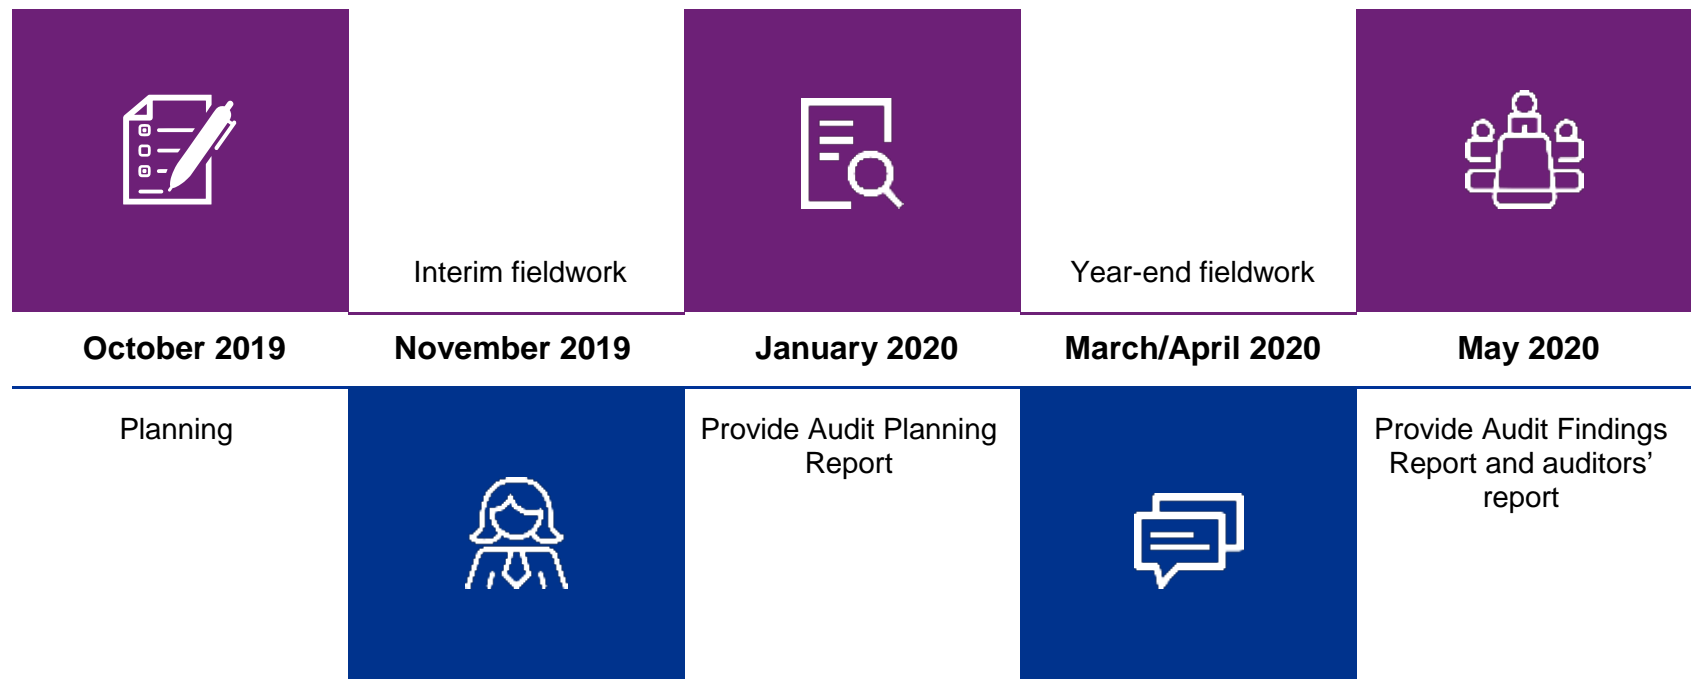 Interim fieldwork
Year-end fieldwork
October 2019
November 2019
January 2020
March/April 2020
May 2020
Planning
Provide Audit Planning
Report
Provide Audit Findings
Report and auditors’
report